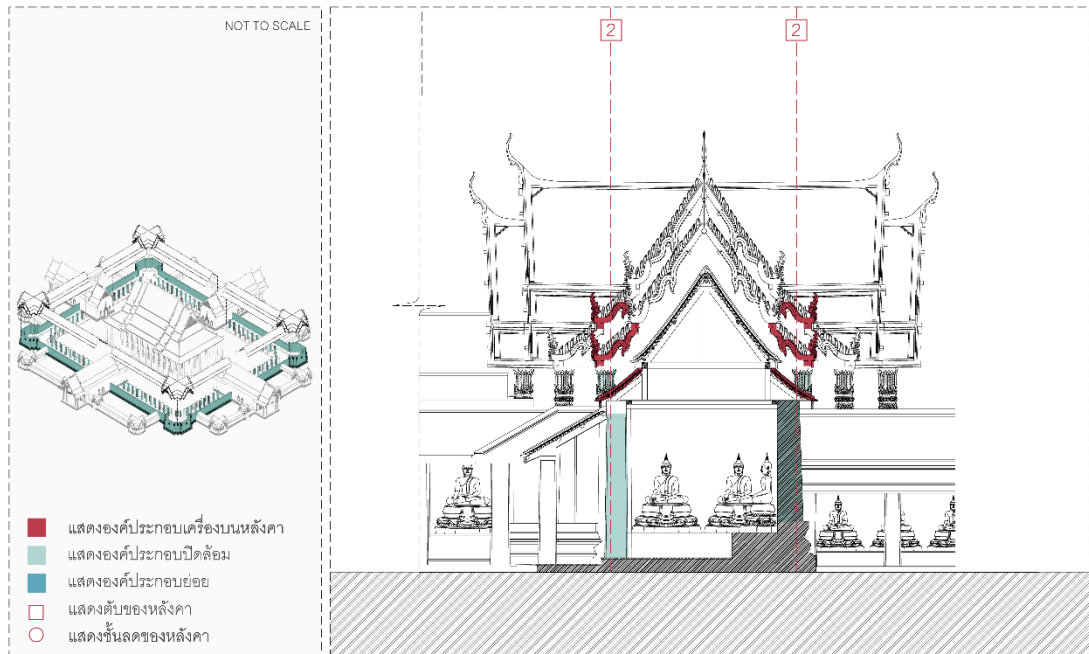 NOT TO SCALE
2
2
แสดงองค์ประกอบเครื่องบนหลังคา
แสดงองค์ประกอบปิดล้อม
แสดงองค์ประกอบย่อย
แสดงตับของหลังคา
แสดงชั้นลดของหลังคา